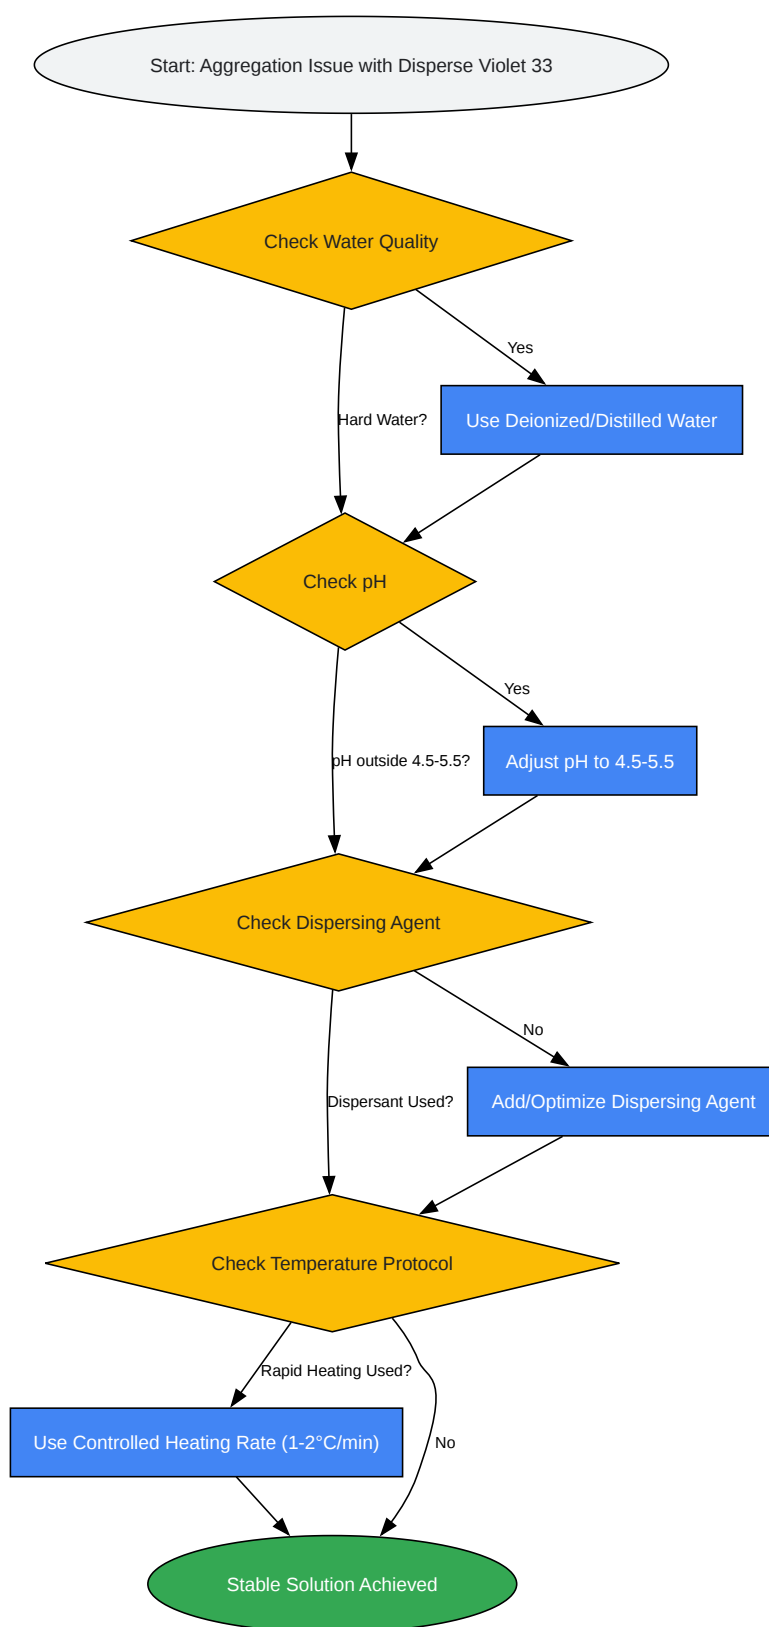 Start: Aggregation Issue with Disperse Violet 33
Check Water Quality
Yes
Hard Water?
Use Deionized/Distilled Water
Check pH
Yes
pH outside 4.5-5.5?
Adjust pH to 4.5-5.5
Check Dispersing Agent
No
Dispersant Used?
Add/Optimize Dispersing Agent
Check Temperature Protocol
Rapid Heating Used?
Use Controlled Heating Rate (1-2°C/min)
No
Stable Solution Achieved